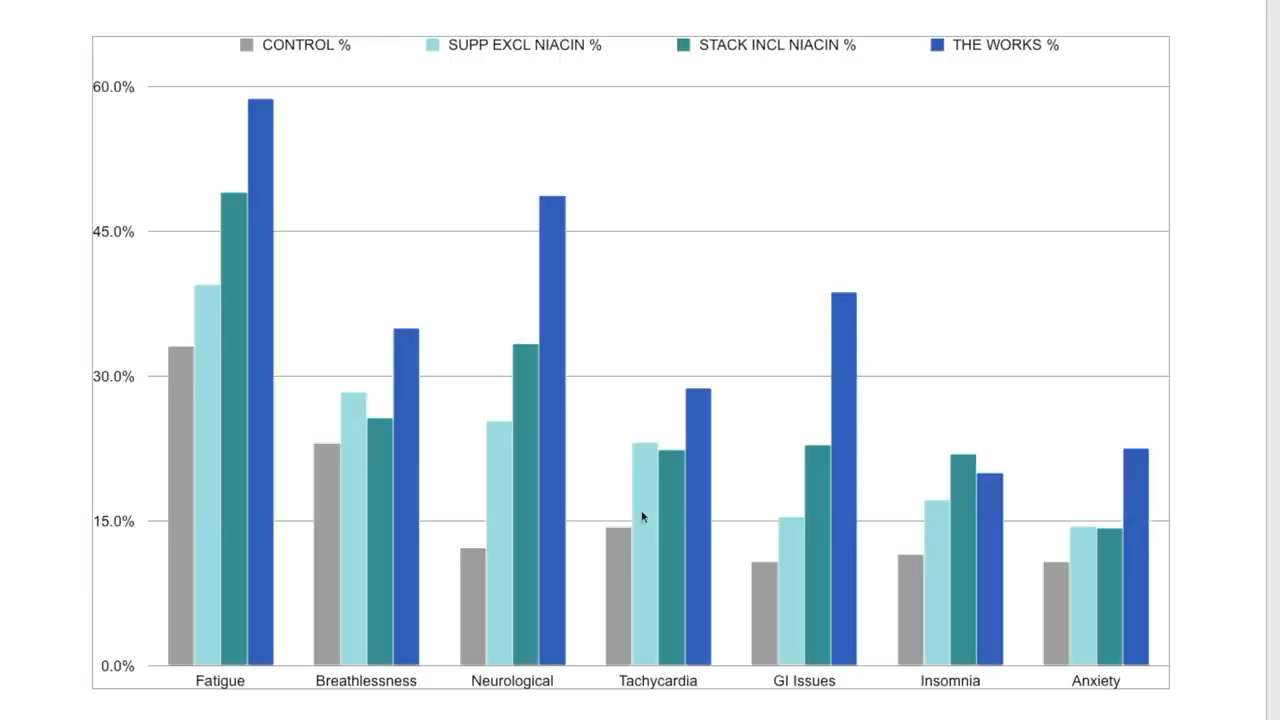 CONTROL % SUPP EXCL NIACIN % STACK INCL NIACIN % THE WORKS %
60.0%
45.0%
30.0%
15.0%
0.0%
Fatigue Breathlessness Neurological Tachycardia GI Issues Insomnia Anxiety